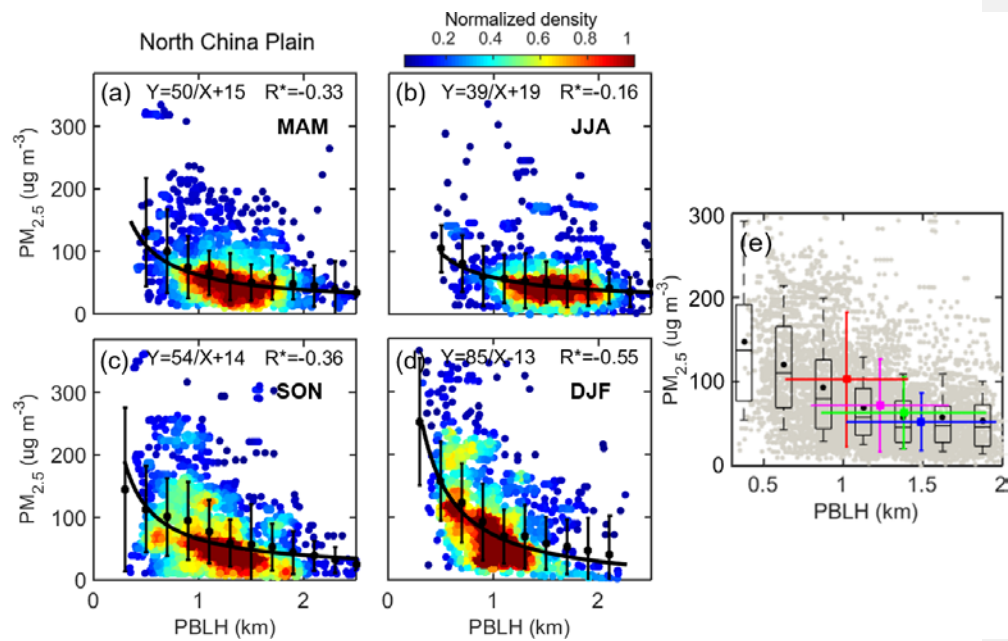 North China Plain
Normalized density
0.2 0.4 0.6 0.8 1
(a) Y=50/X+15 R*=-0.33
MAM
(b) Y=39/X+19 R*=-0.16
JJA
300
200
100
0
PM2.5 (ug m-3)
(c) Y=54/X+14 R*=-0.36
SON
(d) Y=85/X-13 R*=-0.55
DJF
300
200
100
0
PM2.5 (ug m-3)
0 1 2
PBLH (km)
0 1 2
PBLH (km)
(e)
300
200
100
0
PM2.5 (ug m-3)
0.5 1 1.5 2
PBLH (km)